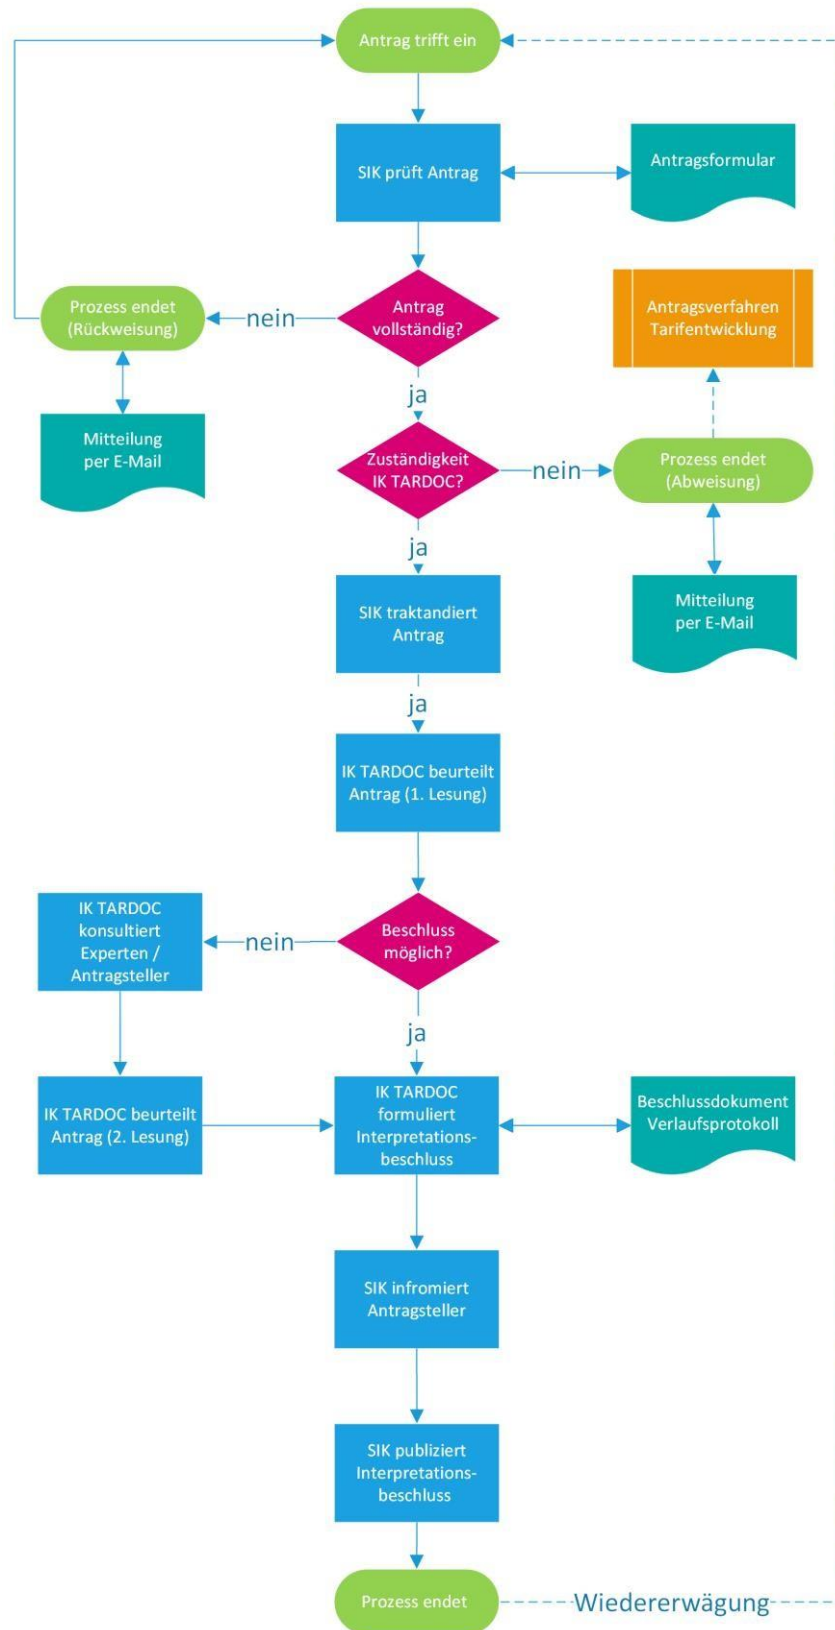 Antrag trifft ein
SIK prüft Antrag
Antragsformular
Antrag
vollständig?
nein
Prozess endet
(Rückweisung)
Mitteilung
per E-Mail
ja
Antragsverfahren
Tarifentwicklung
Zuständigkeit
IK TARDOC?
nein
Prozess endet
(Abweisung)
Mitteilung
per E-Mail
ja
SIK traktandiert
Antrag
ja
IK TARDOC beurteilt
Antrag (1. Lesung)
Beschluss
möglich?
nein
IK TARDOC
konsultiert
Experten /
Antragsteller
IK TARDOC beurteilt
Antrag (2. Lesung)
ja
IK TARDOC
formuliert
Interpretations-
beschluss
Beschlussdokument
Verlaufsprotokoll
SIK infromiert
Antragsteller
SIK publiziert
Interpretations-
beschluss
Prozess endet
Wiedererwägung